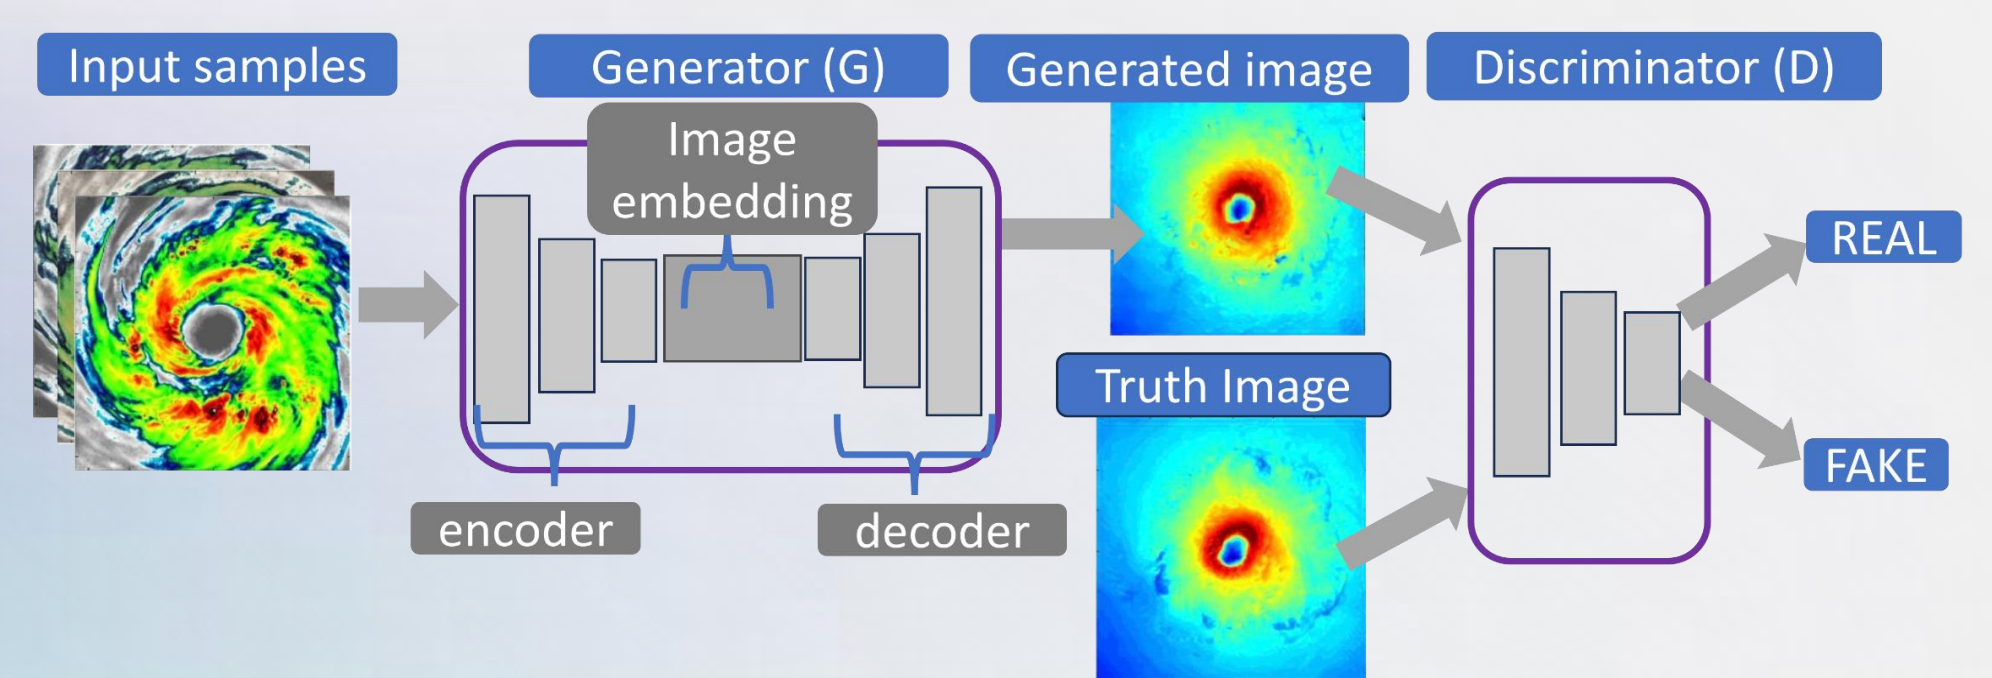 Input samples
Generator (G)
Image
embedding
encoder
decoder
Generated image
Truth Image
Discriminator (D)
REAL
FAKE